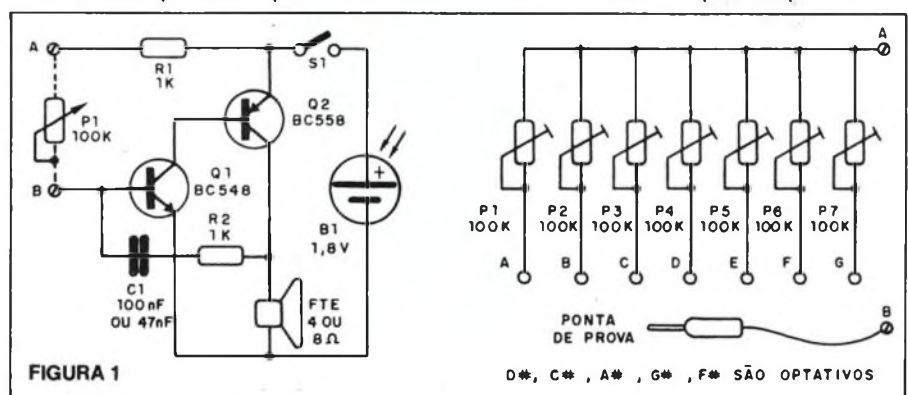 A
R1
1K
S1
P1
100K
Q2
BC558
B
Q1
BC548
R2
1K
+
B1
1,8V
C1
100nF
OU 47nF
FTE
4 OU
8Ω
FIGURA 1
A
P1
100K
P2
100K
P3
100K
P4
100K
P5
100K
P6
100K
P7
100K
A
B
C
D
E
F
G
PONTA
DE PROVA
B
D#, C#, A#, G#, F# SÃO OPTATIVOS